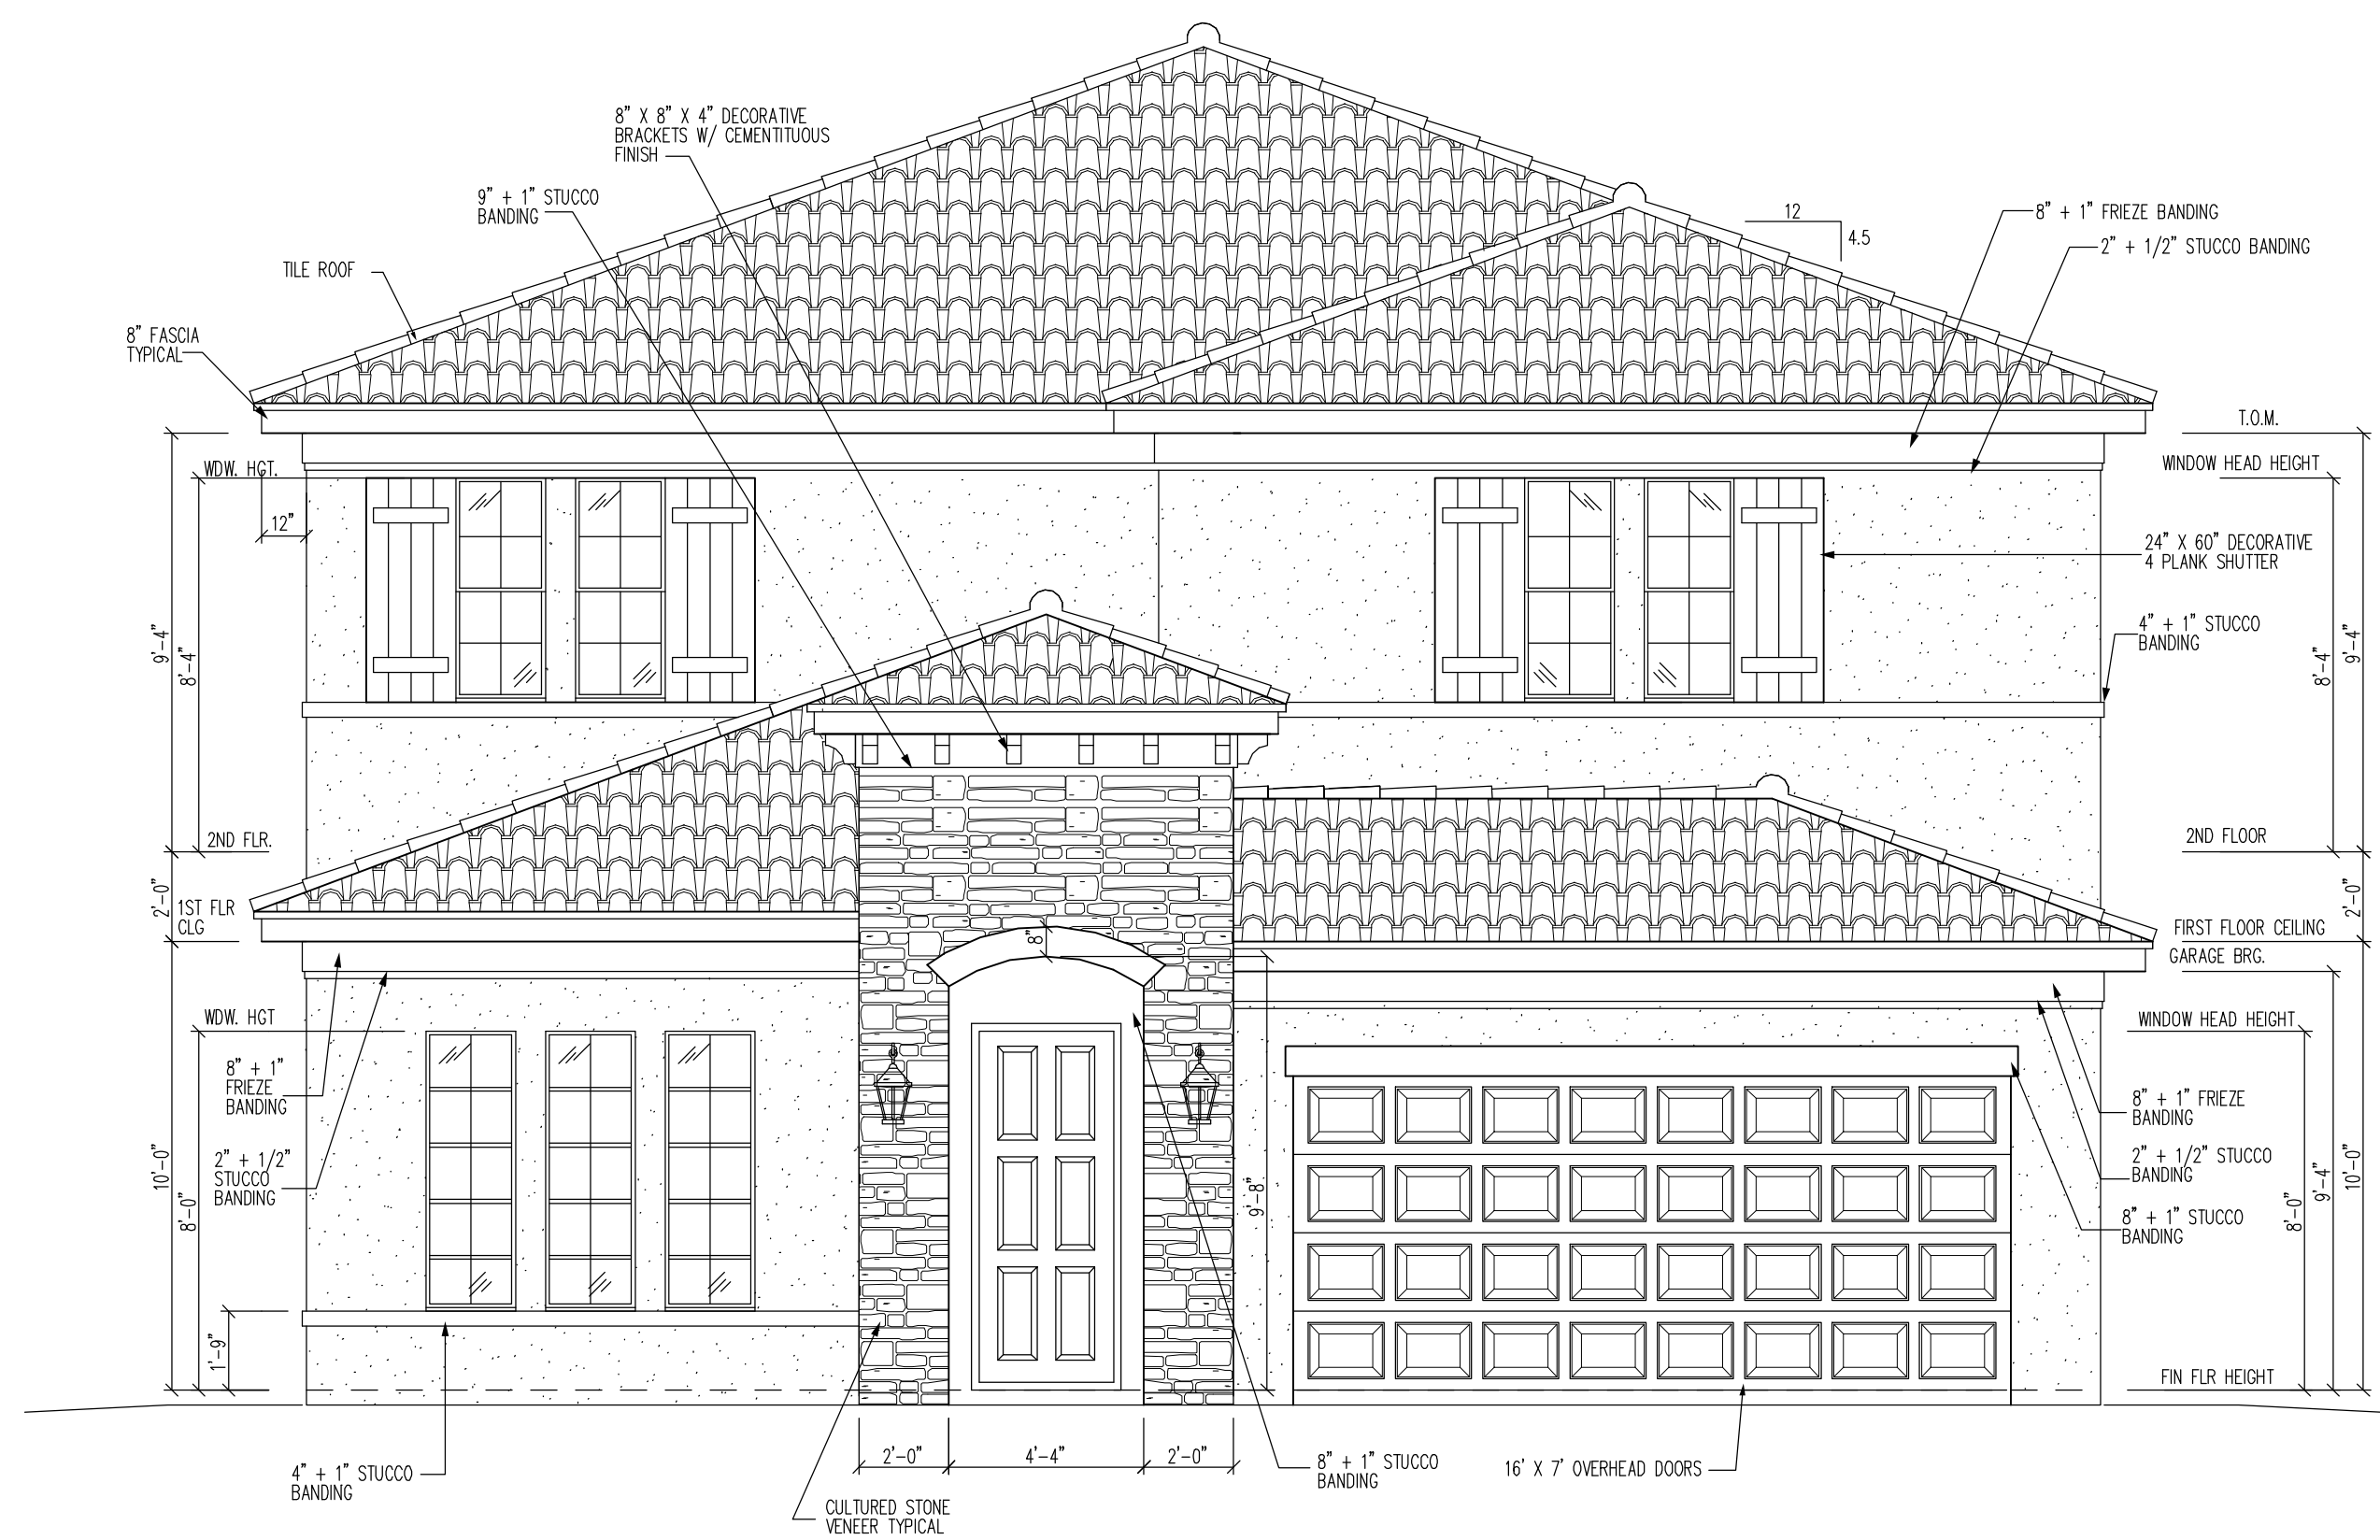 8" X 8" X 4" DECORATIVE
BRACKETS W/ CEMENTITUOUS
FINISH
9" + 1" STUCCO
BANDING
TILE ROOF
8" FASCIA
TYPICAL
12
4.5
8" + 1" FRIEZE BANDING
2" + 1/2" STUCCO BANDING
T.O.M.
WDW. HGT.
WINDOW HEAD HEIGHT
12"
24" X 60" DECORATIVE
4 PLANK SHUTTER
4" + 1" STUCCO
BANDING
9'-4"
8'-4"
8'-4"
9'-4"
2ND FLR.
2ND FLOOR
2'-0"
1ST FLR
CLG
2'-0"
FIRST FLOOR CEILING
GARAGE BRG.
8"
WDW. HGT
WINDOW HEAD HEIGHT
8" + 1"
FRIEZE
BANDING
8" + 1" FRIEZE
BANDING
2" + 1/2"
STUCCO
BANDING
2" + 1/2" STUCCO
BANDING
8" + 1" STUCCO
BANDING
10'-0"
8'-0"
9'-8"
8'-0"
9'-4"
10'-0"
1'-9"
FIN FLR HEIGHT
2'-0"
4'-4"
2'-0"
4" + 1" STUCCO
BANDING
8" + 1" STUCCO
BANDING
16' X 7' OVERHEAD DOORS
CULTURED STONE
VENEER TYPICAL